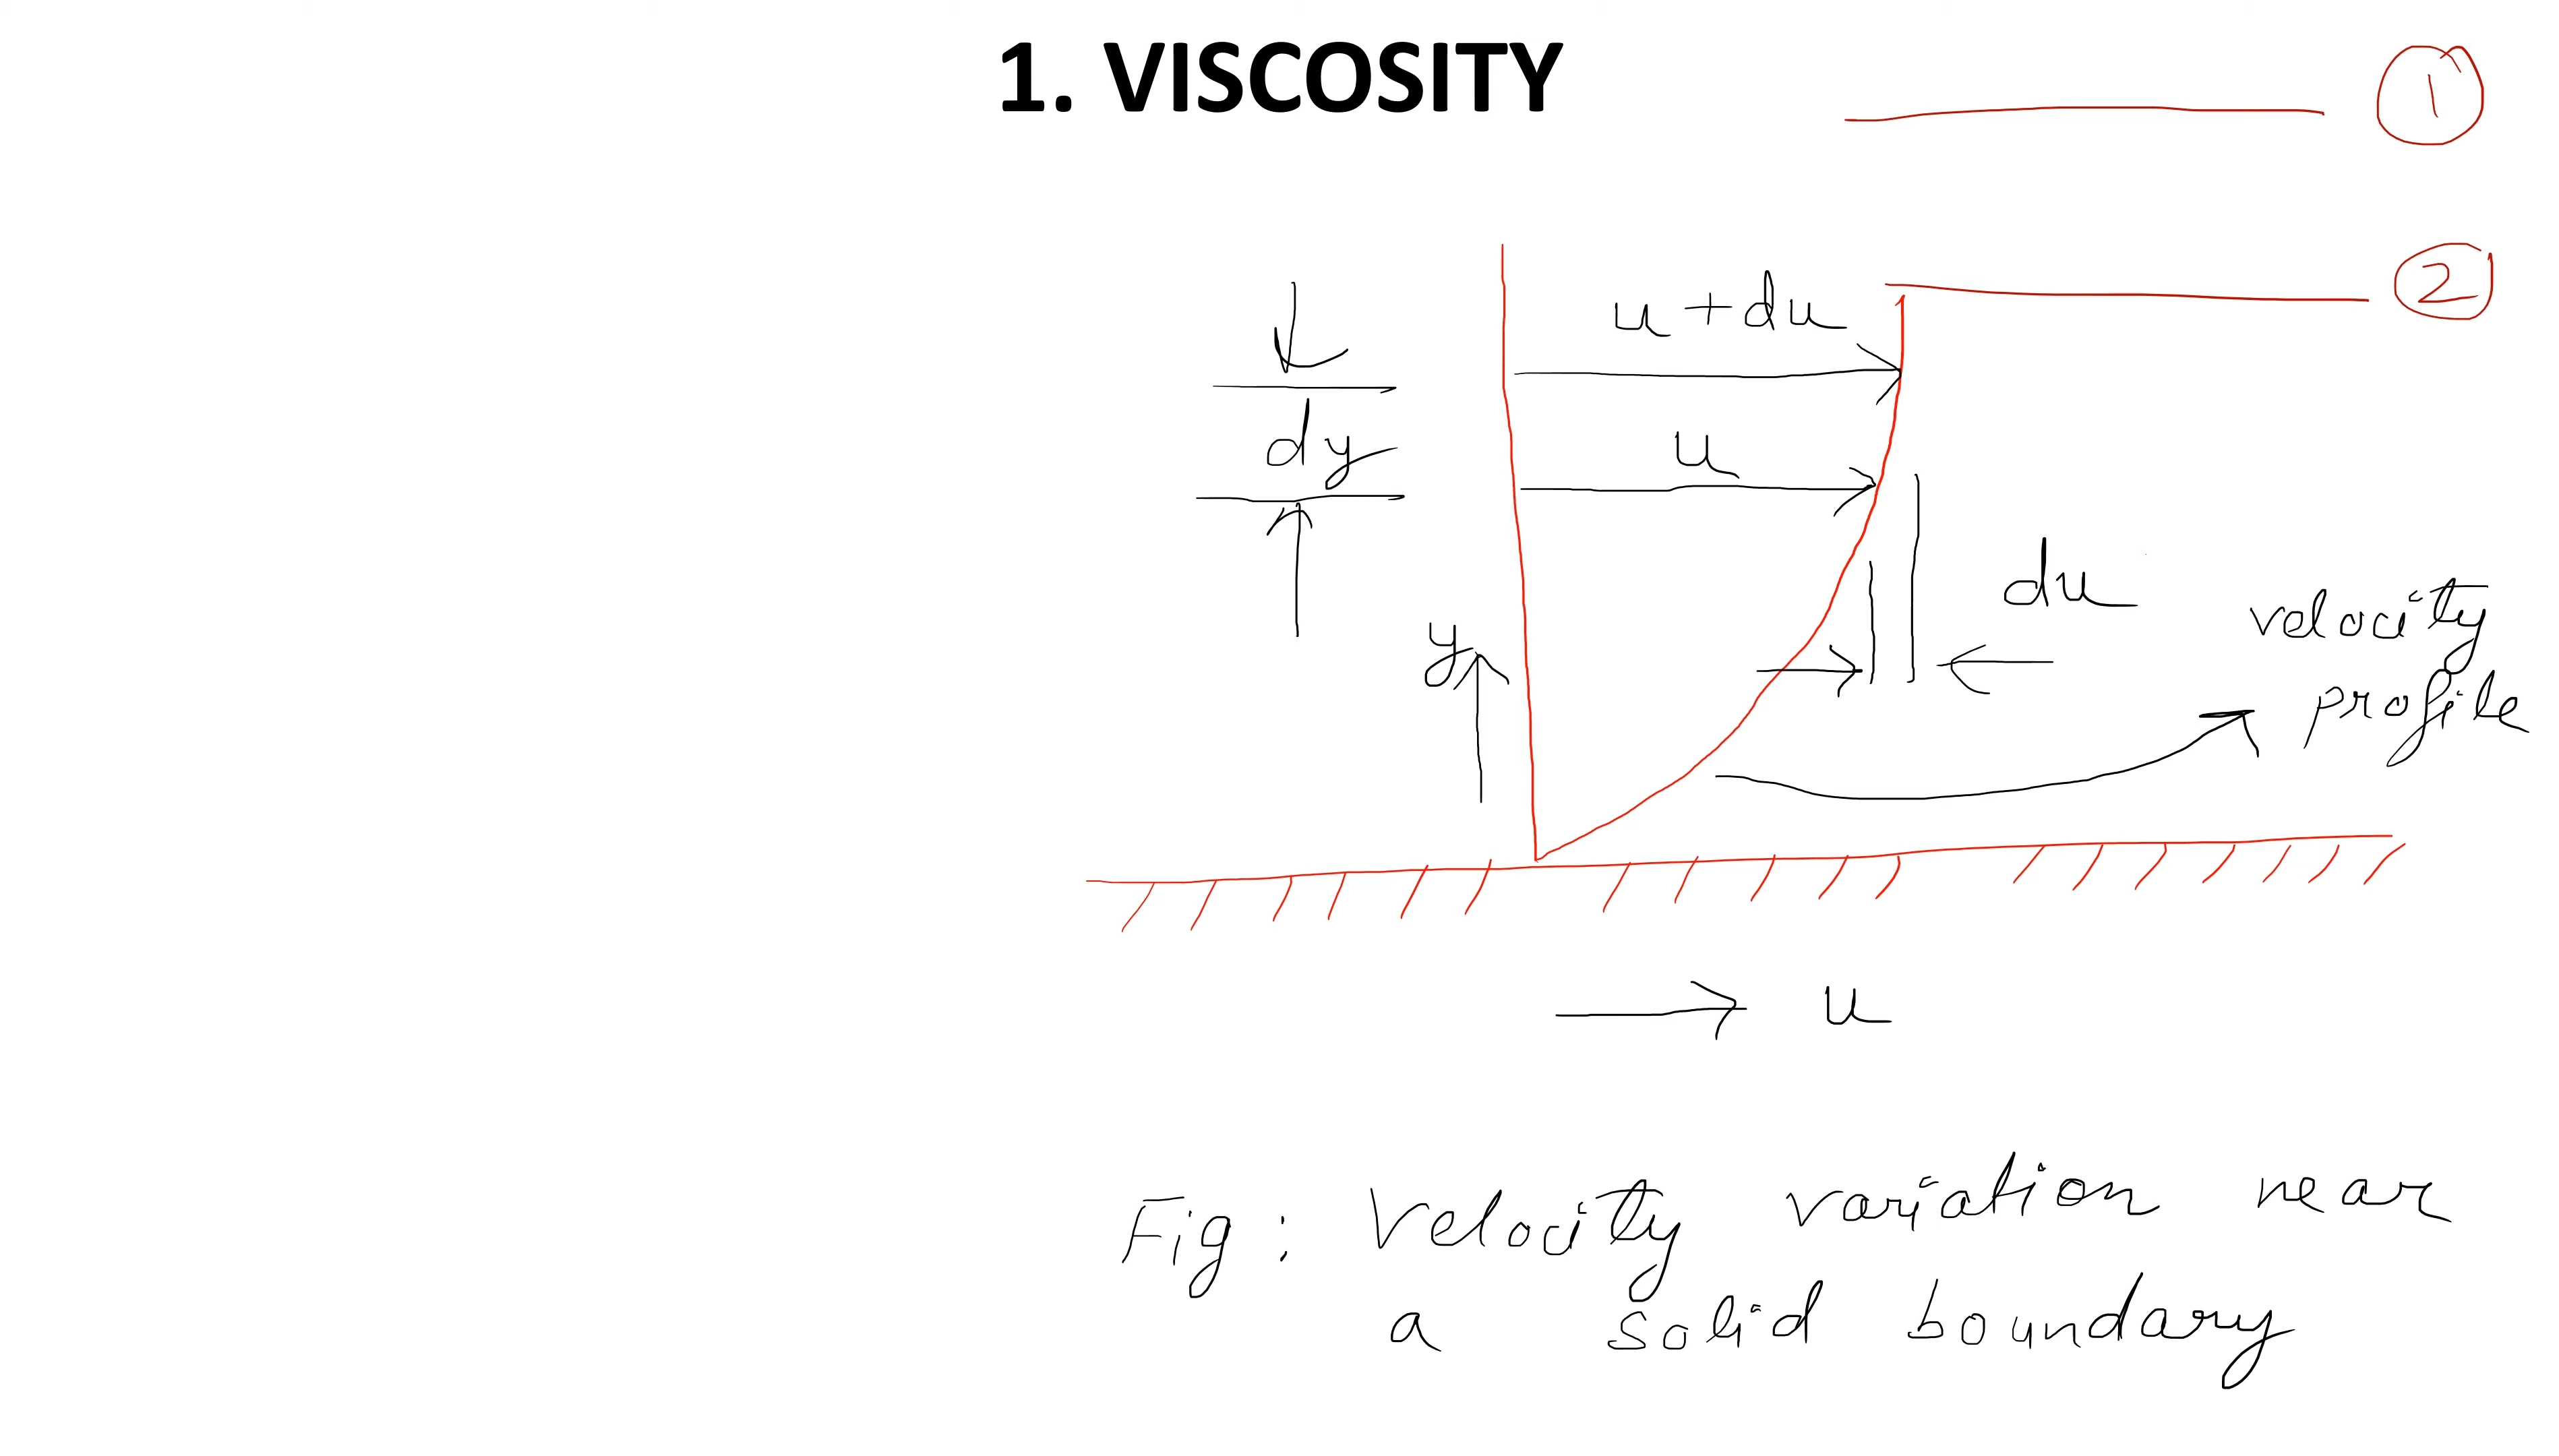 1. VISCOSITY
1
2
u + du
dy
u
du
y
velocity
profile
u
Fig : Velocity variation near
a solid boundary